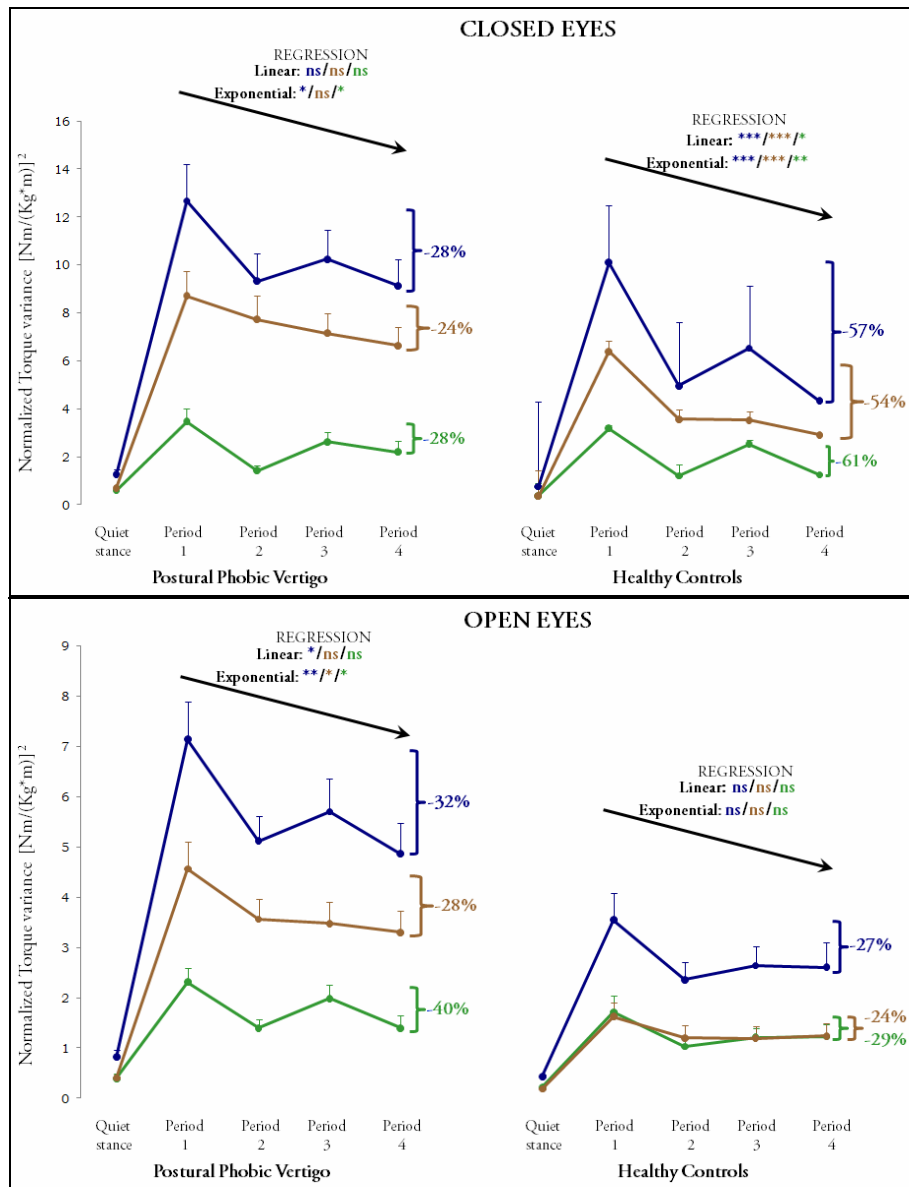 CLOSED EYES
REGRESSION
Linear: ns/ns/ns
Exponential: */ns/*
REGRESSION
Linear: ***/***/*
Exponential: ***/***/**
Normalized Torque variance [Nm/(Kg*m)]²
16
14
12
10
8
6
4
2
0
-28%
-24%
-28%
-57%
-54%
-61%
Quiet stance
Period 1
Period 2
Period 3
Period 4
Postural Phobic Vertigo
Quiet stance
Period 1
Period 2
Period 3
Period 4
Healthy Controls
OPEN EYES
REGRESSION
Linear: */ns/ns
Exponential: **/*/*
REGRESSION
Linear: ns/ns/ns
Exponential: ns/ns/ns
Normalized Torque variance [Nm/(Kg*m)]²
9
8
7
6
5
4
3
2
1
0
-32%
-28%
-40%
-27%
-24%
-29%
Quiet stance
Period 1
Period 2
Period 3
Period 4
Postural Phobic Vertigo
Quiet stance
Period 1
Period 2
Period 3
Period 4
Healthy Controls